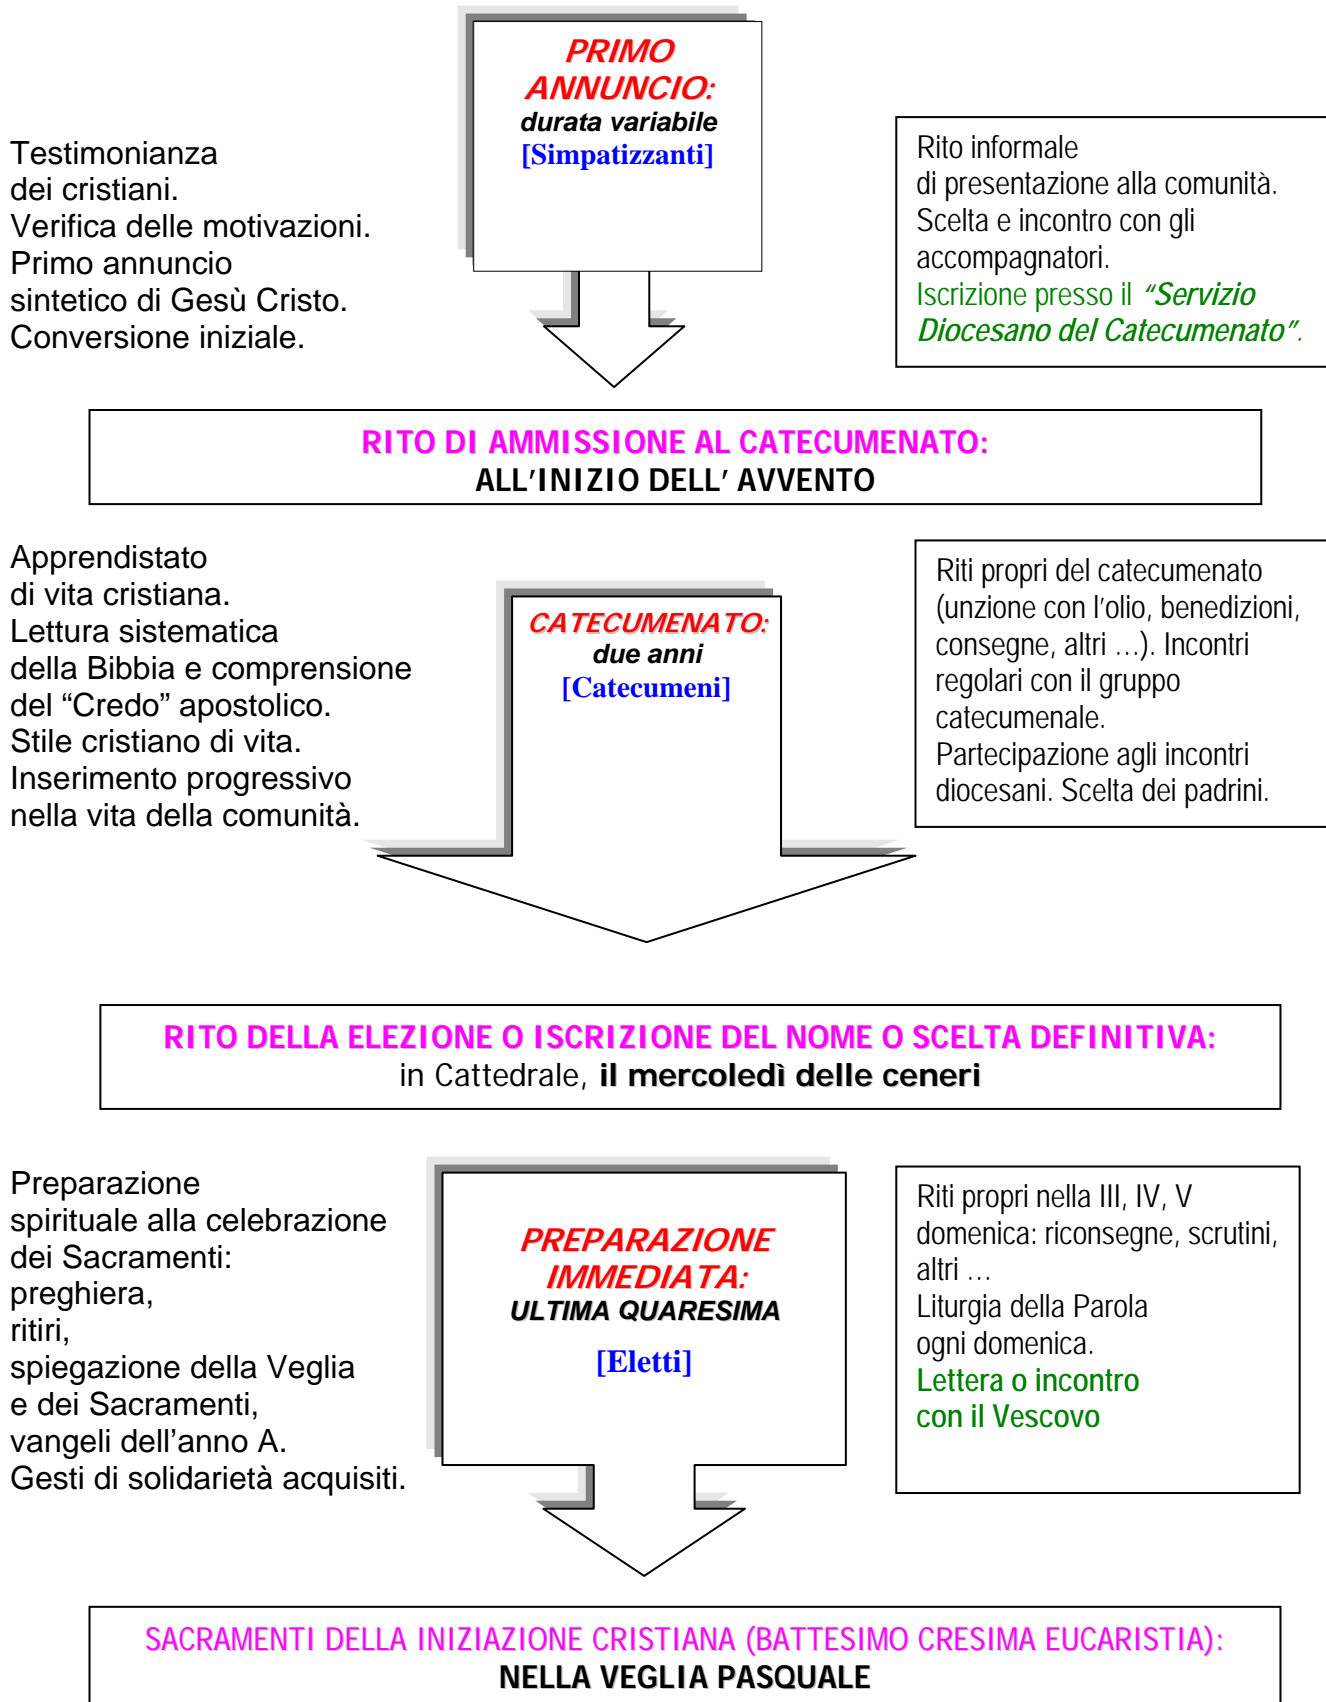 PRIMO
ANNUNCIO:
durata variabile
[Simpatizzanti]
Testimonianza
dei cristiani.
Verifica delle motivazioni.
Primo annuncio
sintetico di Gesù Cristo.
Conversione iniziale.
Rito informale
di presentazione alla comunità.
Scelta e incontro con gli
accompagnatori.
Iscrizione presso il “Servizio
Diocesano del Catecumenato”.
RITO DI AMMISSIONE AL CATECUMENATO:
ALL’INIZIO DELL’ AVVENTO
Apprendistato
di vita cristiana.
Lettura sistematica
della Bibbia e comprensione
del “Credo” apostolico.
Stile cristiano di vita.
Inserimento progressivo
nella vita della comunità.
CATECUMENATO:
due anni
[Catecumeni]
Riti propri del catecumenato
(unzione con l’olio, benedizioni,
consegne, altri …). Incontri
regolari con il gruppo
catecumenale.
Partecipazione agli incontri
diocesani. Scelta dei padrini.
RITO DELLA ELEZIONE O ISCRIZIONE DEL NOME O SCELTA DEFINITIVA:
in Cattedrale, il mercoledì delle ceneri
Preparazione
spirituale alla celebrazione
dei Sacramenti:
preghiera,
ritiri,
spiegazione della Veglia
e dei Sacramenti,
vangeli dell’anno A.
Gesti di solidarietà acquisiti.
PREPARAZIONE
IMMEDIATA:
ULTIMA QUARESIMA
[Eletti]
Riti propri nella III, IV, V
domenica: riconsegne, scrutini,
altri …
Liturgia della Parola
ogni domenica.
Lettera o incontro
con il Vescovo
SACRAMENTI DELLA INIZIAZIONE CRISTIANA (BATTESIMO CRESIMA EUCARISTIA):
NELLA VEGLIA PASQUALE